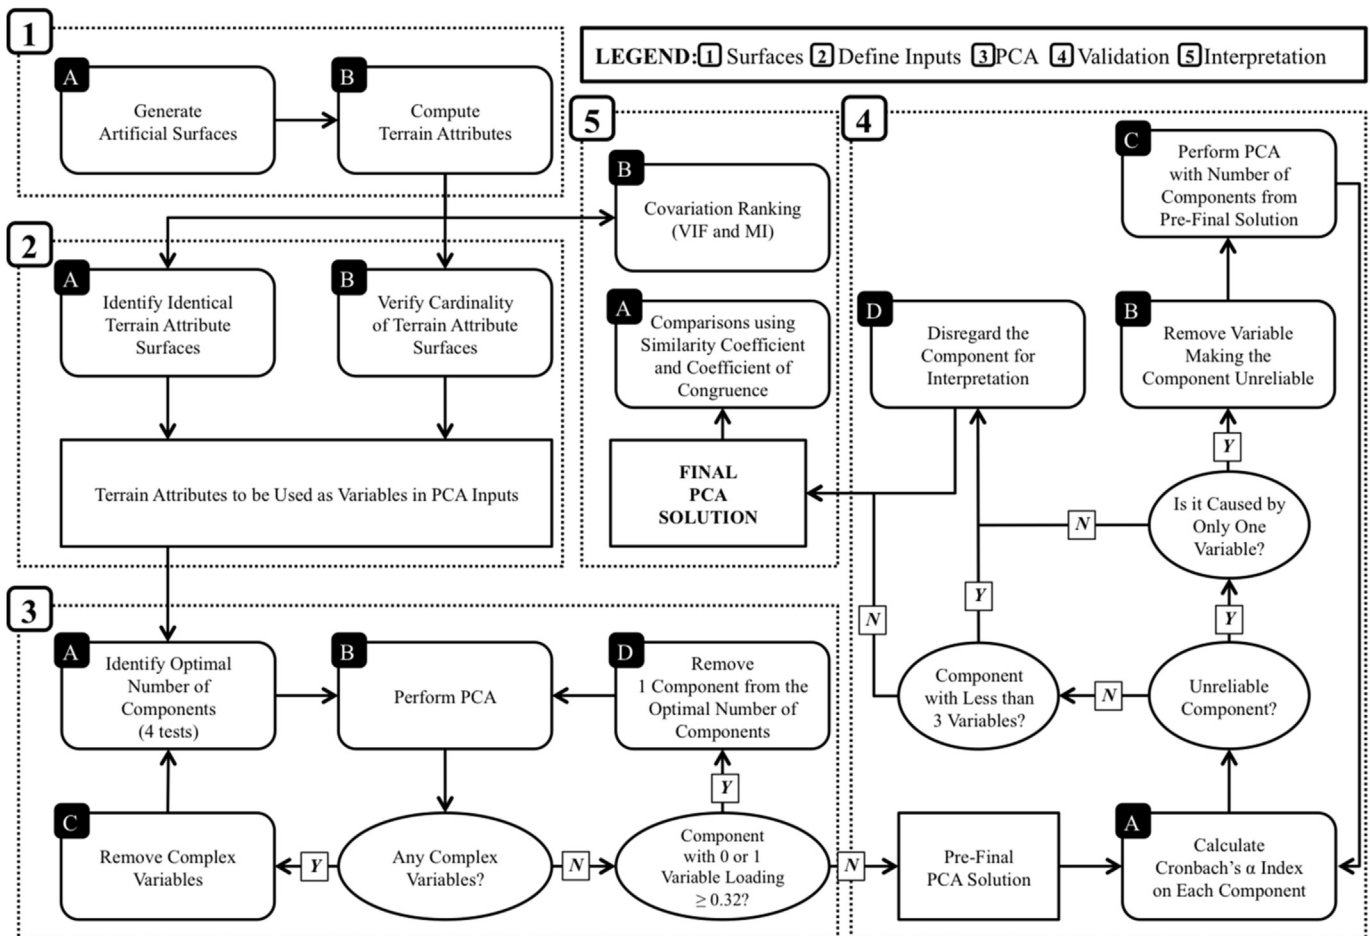 1
A
Generate
Artificial Surfaces
B
Compute
Terrain Attributes
LEGEND: 1 Surfaces 2 Define Inputs 3 PCA 4 Validation 5 Interpretation
2
A
Identify Identical
Terrain Attribute
Surfaces
B
Verify Cardinality
of Terrain Attribute
Surfaces
Terrain Attributes to be Used as Variables in PCA Inputs
5
B
Covariation Ranking
(VIF and MI)
A
Comparisons using
Similarity Coefficient
and Coefficient of
Congruence
FINAL
PCA
SOLUTION
3
A
Identify Optimal
Number of
Components
(4 tests)
B
Perform PCA
D
Remove
1 Component from the
Optimal Number of
Components
C
Remove Complex
Variables
Y
Any Complex
Variables?
N
Y
Component
with 0 or 1
Variable Loading
≥ 0.32?
N
4
C
Perform PCA
with Number of
Components from
Pre-Final Solution
D
Disregard the
Component for
Interpretation
B
Remove Variable
Making the
Component Unreliable
Y
Is it Caused by
Only One
Variable?
N
Y
Y
N
Component
with Less than
3 Variables?
N
Unreliable
Component?
Pre-Final
PCA Solution
A
Calculate
Cronbach's α Index
on Each Component